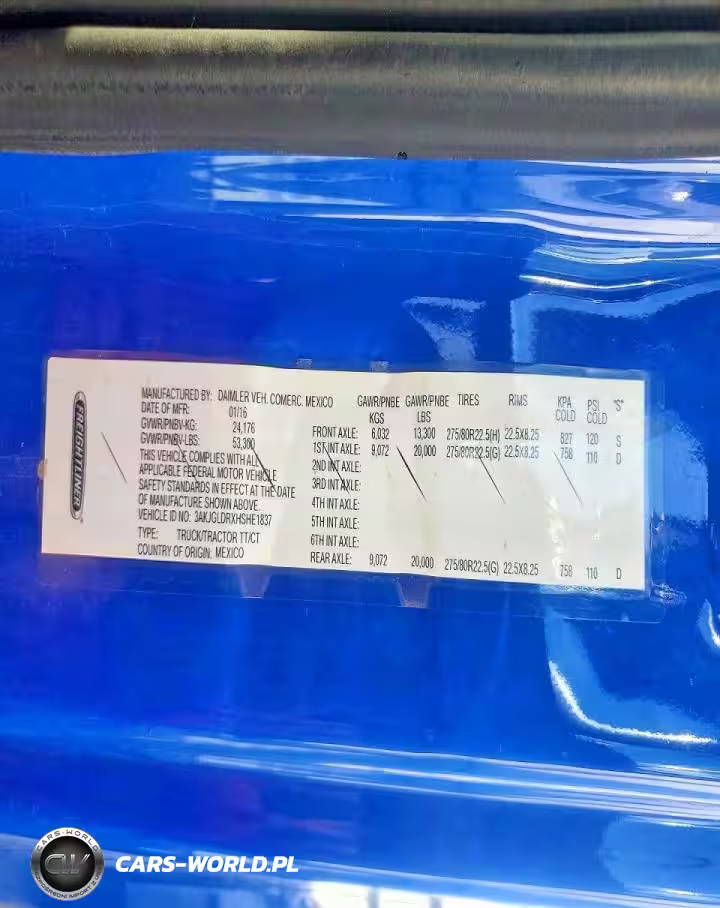 FREIGHTLINER
MANUFACTURED BY: DAIMLER VEH. COMERC. MEXICO
DATE OF MFR: 01/16
GVWR/PNBV-KG: 24,176
GVWR/PNBV-LBS: 53,300
THIS VEHICLE COMPLIES WITH ALL
APPLICABLE FEDERAL MOTOR VEHICLE
SAFETY STANDARDS IN EFFECT AT THE DATE
OF MANUFACTURE SHOWN ABOVE.
VEHICLE ID NO: 3AKJGLDRXHSHE1837
TYPE: TRUCK/TRACTOR TT/CT
COUNTRY OF ORIGIN: MEXICO
GAWR/PNBE GAWR/PNBE TIRES RIMS KPA PSI "S"
KGS LBS COLD COLD
FRONT AXLE: 6,032 13,300 275/80R22.5(H) 22.5X8.25 827 120 S
1ST INT AXLE: 9,072 20,000 275/80R22.5(G) 22.5X8.25 758 110 D
2ND INT AXLE:
3RD INT AXLE:
4TH INT AXLE:
5TH INT AXLE:
6TH INT AXLE:
REAR AXLE: 9,072 20,000 275/80R22.5(G) 22.5X8.25 758 110 D
CARS-WORLD
CW
CARS-WORLD.PL